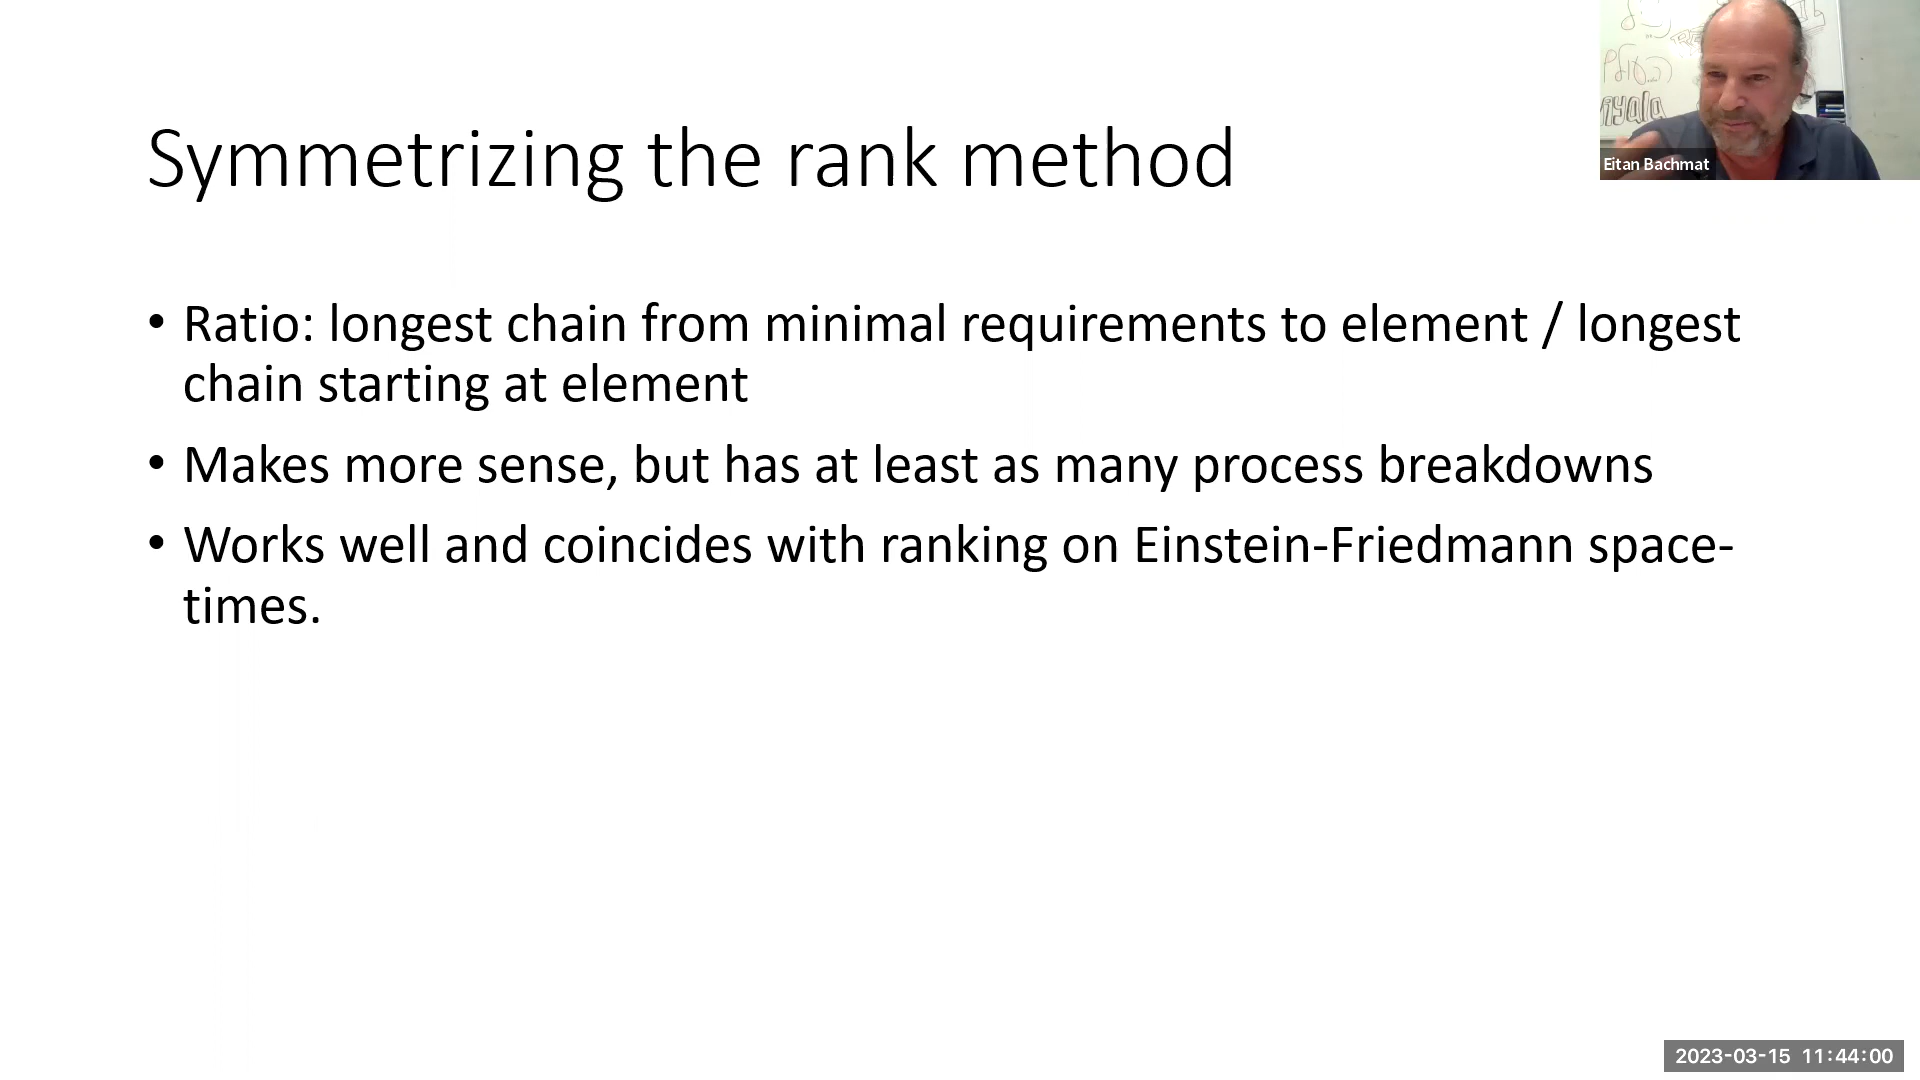 Symmetrizing the rank method
• Ratio: longest chain from minimal requirements to element / longest
chain starting at element
• Makes more sense, but has at least as many process breakdowns
• Works well and coincides with ranking on Einstein-Friedmann space-
times.
Eitan Bachmat
2023-03-15 11:44:00